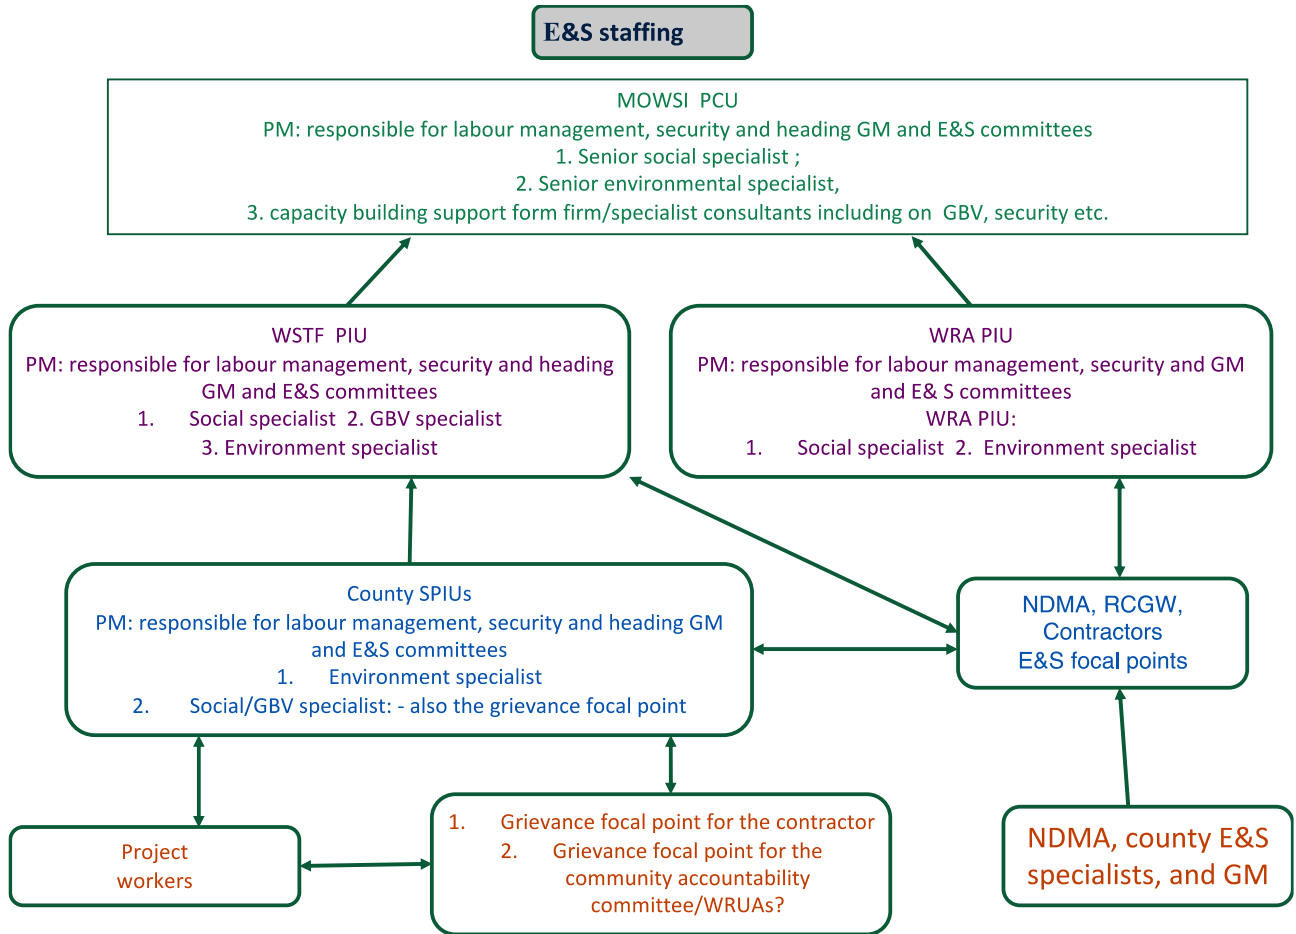 E&S staffing
MOWSI PCU
PM: responsible for labour management, security and heading GM and E&S committees
1. Senior social specialist ;
2. Senior environmental specialist,
3. capacity building support form firm/specialist consultants including on GBV, security etc.
WSTF PIU
PM: responsible for labour management, security and heading
GM and E&S committees
1. Social specialist 2. GBV specialist
3. Environment specialist
WRA PIU
PM: responsible for labour management, security and GM
and E& S committees
WRA PIU:
1. Social specialist 2. Environment specialist
County SPIUs
PM: responsible for labour management, security and heading GM
and E&S committees
1. Environment specialist
2. Social/GBV specialist: - also the grievance focal point
NDMA, RCGW,
Contractors
E&S focal points
Project
workers
1. Grievance focal point for the contractor
2. Grievance focal point for the
community accountability
committee/WRUAs?
NDMA, county E&S
specialists, and GM